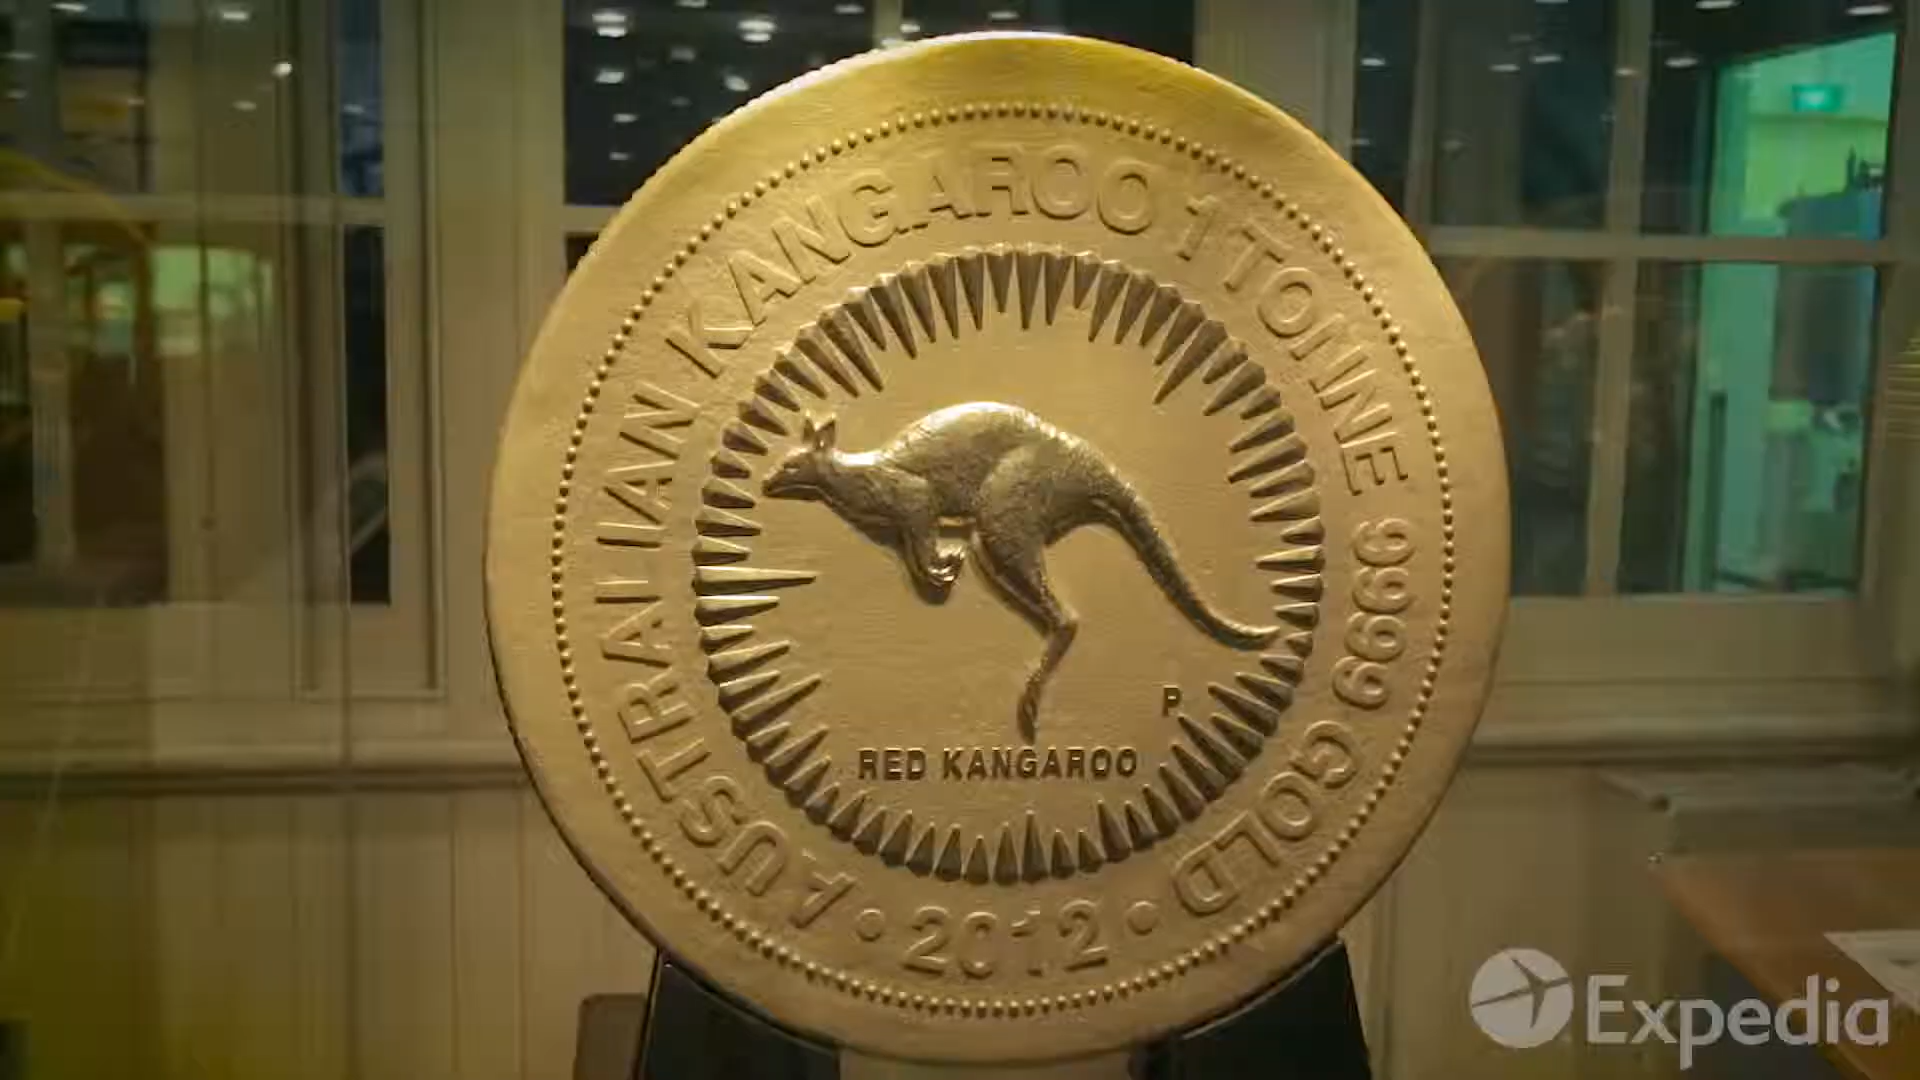 AUSTRALIAN KANGAROO 1 TONNE 9999 GOLD
RED KANGAROO
P
• 2012 •
Expedia